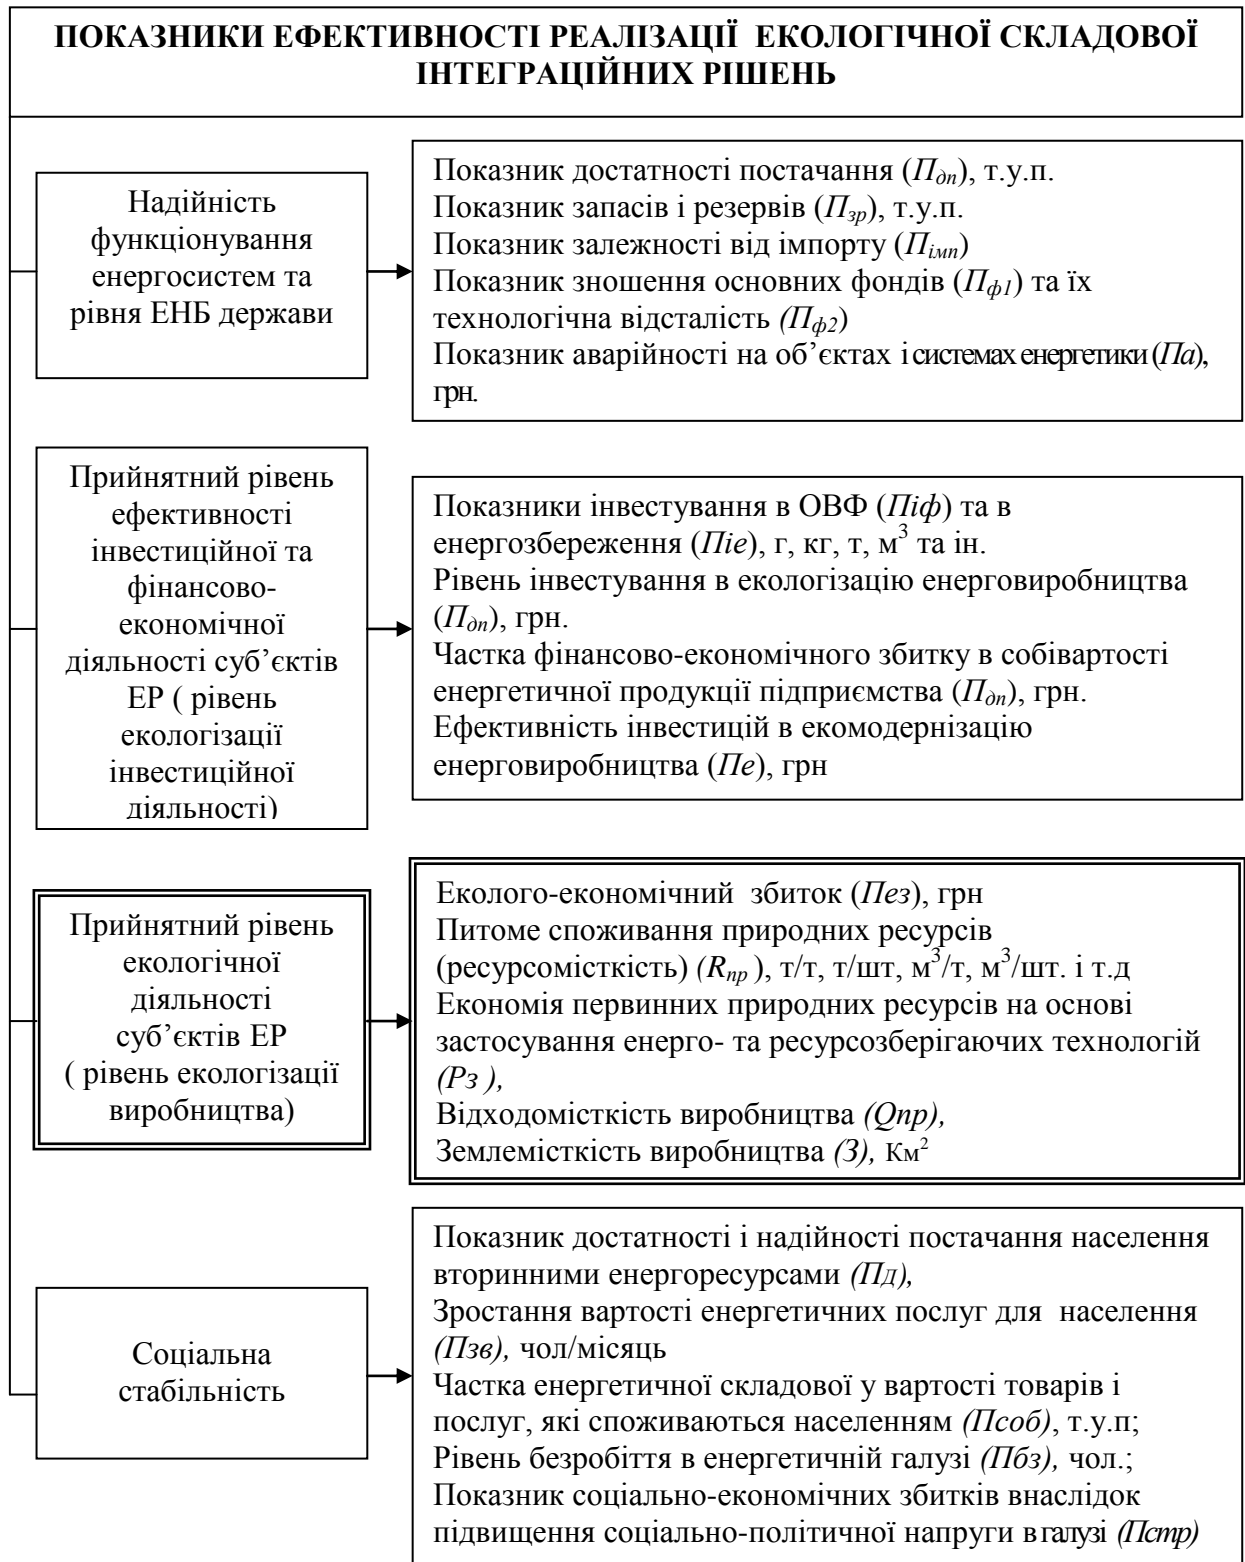 ПОКАЗНИКИ ЕФЕКТИВНОСТІ РЕАЛІЗАЦІЇ ЕКОЛОГІЧНОЇ СКЛАДОВОЇ
ІНТЕГРАЦІЙНИХ РІШЕНЬ
Надійність
функціонування
енергосистем та
рівня ЕНБ держави
Показник достатності постачання (Пдп), т.у.п.
Показник запасів і резервів (Пзр), т.у.п.
Показник залежності від імпорту (Пімп)
Показник зношення основних фондів (Пф1) та їх
технологічна відсталість (Пф2)
Показник аварійності на об’єктах і системах енергетики (Па),
грн.
Прийнятний рівень
ефективності
інвестиційної та
фінансово-
економічної
діяльності суб’єктів
ЕР ( рівень
екологізації
інвестиційної
діяльності)
Показники інвестування в ОВФ (Піф) та в
енергозбереження (Піе), г, кг, т, м³ та ін.
Рівень інвестування в екологізацію енерговиробництва
(Пдп), грн.
Частка фінансово-економічного збитку в собівартості
енергетичної продукції підприємства (Пдп), грн.
Ефективність інвестицій в екомодернізацію
енерговиробництва (Пе), грн
Прийнятний рівень
екологічної
діяльності
суб’єктів ЕР
( рівень екологізації
виробництва)
Еколого-економічний збиток (Пез), грн
Питоме споживання природних ресурсів
(ресурсомісткість) (Rпр ), т/т, т/шт, м³/т, м³/шт. і т.д
Економія первинних природних ресурсів на основі
застосування енерго- та ресурсозберігаючих технологій
(Рз ),
Відходомісткість виробництва (Qпр),
Землемісткість виробництва (З), Км²
Соціальна
стабільність
Показник достатності і надійності постачання населення
вторинними енергоресурсами (Пд),
Зростання вартості енергетичних послуг для населення
(Пзв), чол/місяць
Частка енергетичної складової у вартості товарів і
послуг, які споживаються населенням (Псоб), т.у.п;
Рівень безробіття в енергетичній галузі (Пбз), чол.;
Показник соціально-економічних збитків внаслідок
підвищення соціально-політичної напруги в галузі (Пстр)